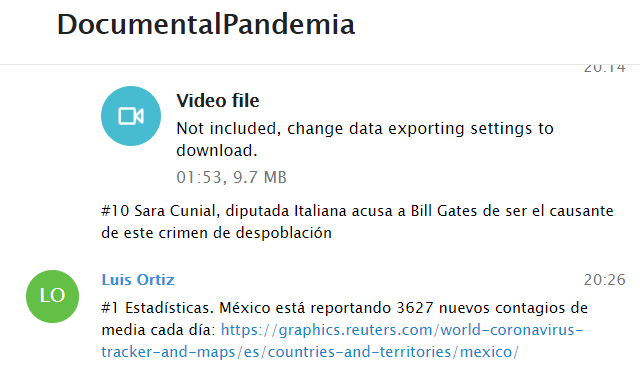 DocumentalPandemia
20:14
Video file
Not included, change data exporting settings to
download.
01:53, 9.7 MB
#10 Sara Cunial, diputada Italiana acusa a Bill Gates de ser el causante
de este crimen de despoblación
LO
Luis Ortiz 20:26
#1 Estadísticas. México está reportando 3627 nuevos contagios de
media cada día: https://graphics.reuters.com/world-coronavirus-
tracker-and-maps/es/countries-and-territories/mexico/